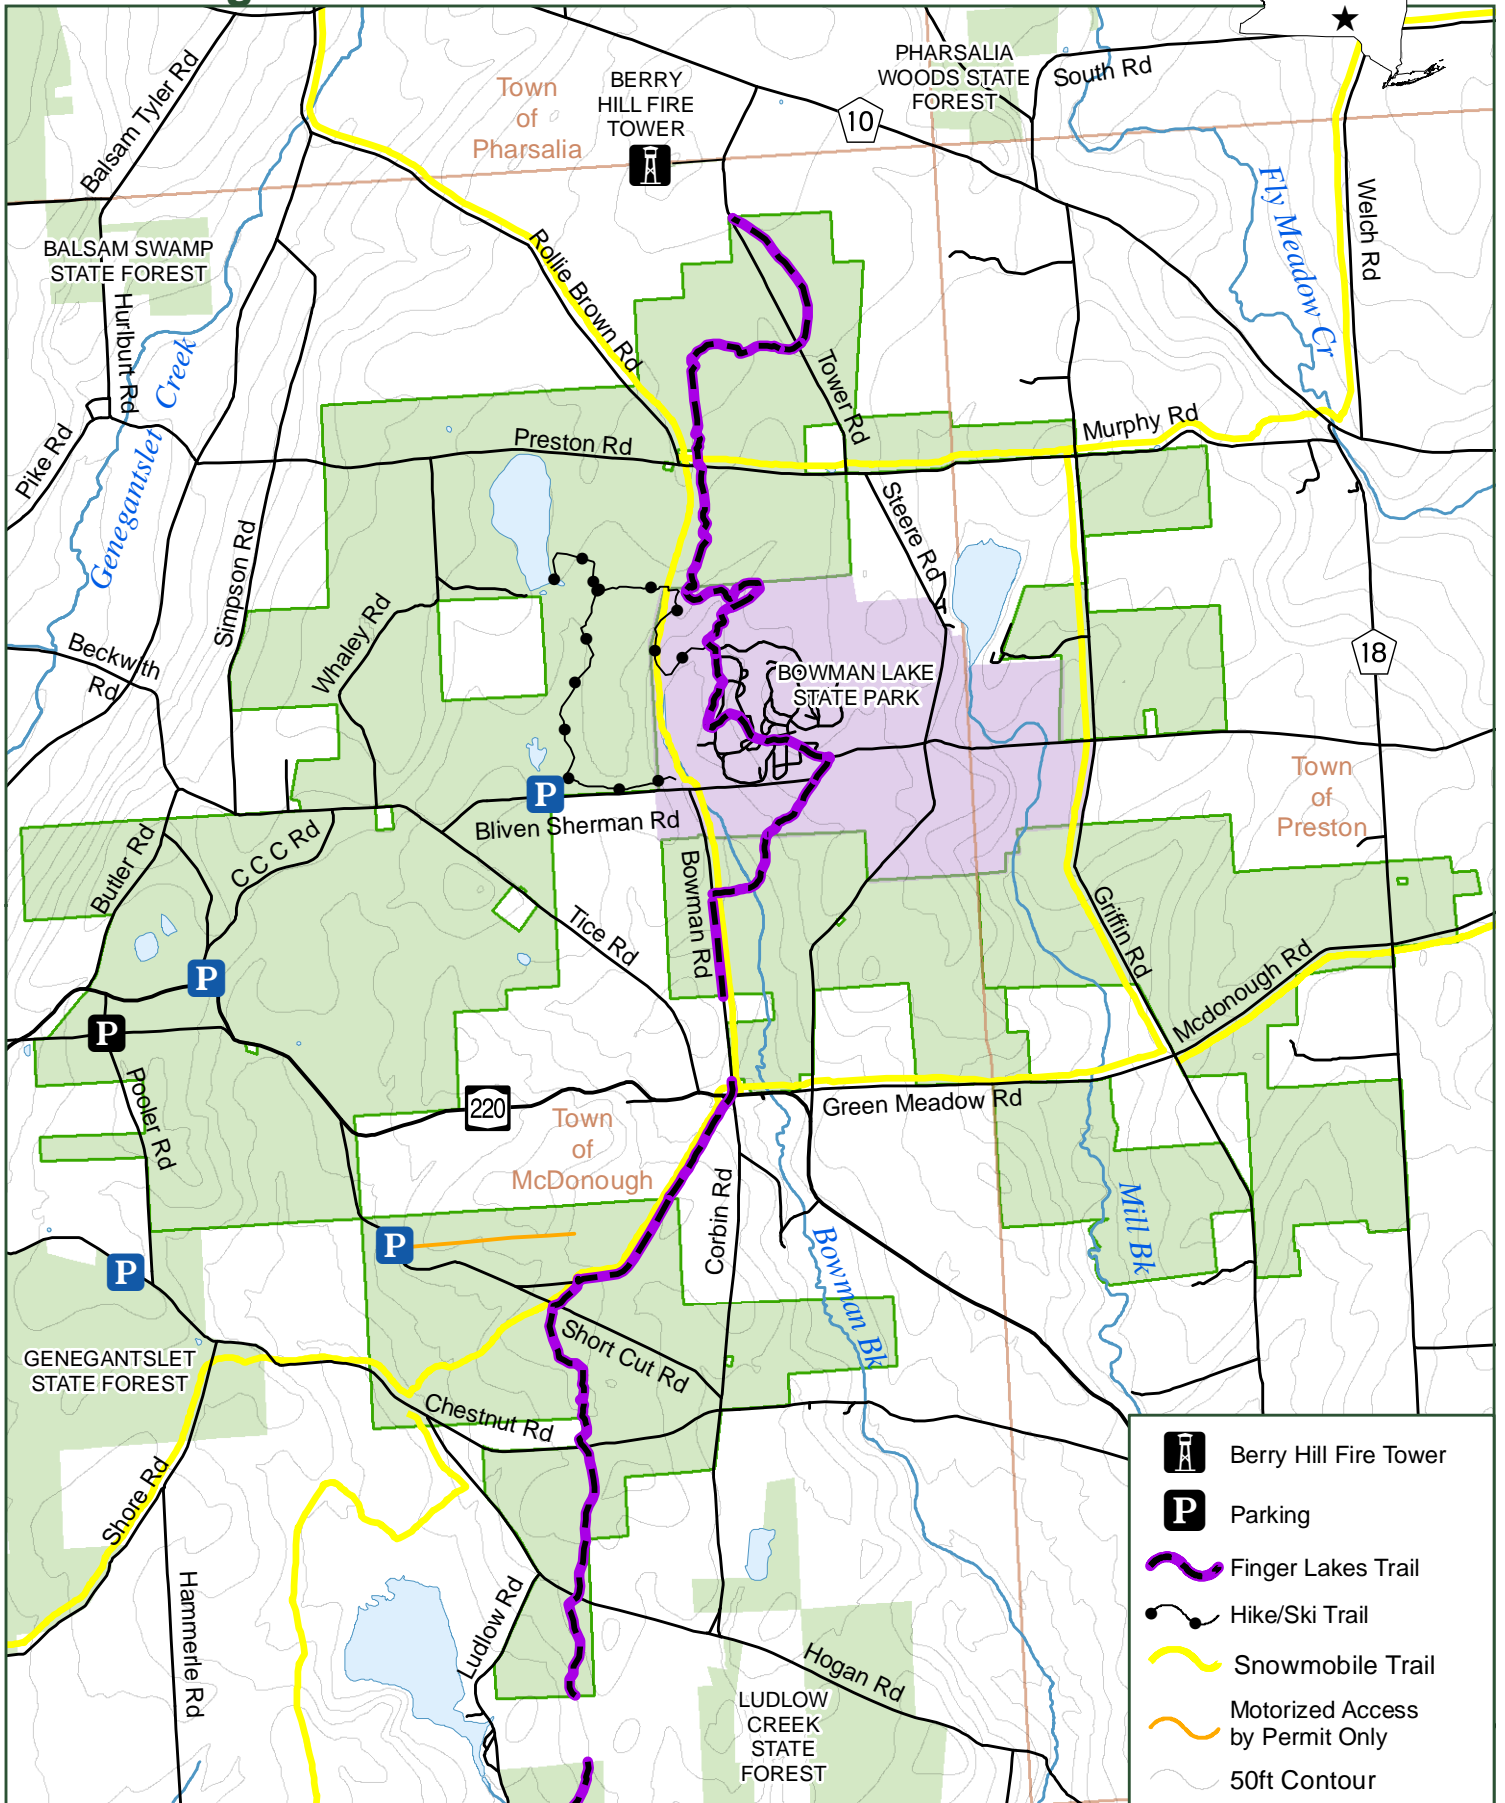 Balsam Tyler Rd
Town
of
Pharsalia
BERRY
HILL FIRE
TOWER
10
PHARSALIA
WOODS STATE
FOREST
South Rd
Fly Meadow Cr
Welch Rd
BALSAM SWAMP
STATE FOREST
Hurlburt Rd
Genegantslet Creek
Pike Rd
Rollie Brown Rd
Tower Rd
Preston Rd
Murphy Rd
Steere Rd
Simpson Rd
Whaley Rd
Beckwith
Rd
18
BOWMAN LAKE
STATE PARK
P
Bliven Sherman Rd
Town
of
Preston
Butler Rd
C C C Rd
Bowman Rd
Tice Rd
Griffin Rd
Mcdonough Rd
P
P
Pooler Rd
220
Green Meadow Rd
Town
of
McDonough
Corbin Rd
Mill Bk
Bowman Bk
P
P
Short Cut Rd
GENEGANTSLET
STATE FOREST
Chestnut Rd
Shore Rd
Hammerle Rd
Ludlow Rd
Hogan Rd
LUDLOW
CREEK
STATE
FOREST
Berry Hill Fire Tower
P
Parking
Finger Lakes Trail
Hike/Ski Trail
Snowmobile Trail
Motorized Access
by Permit Only
50ft Contour